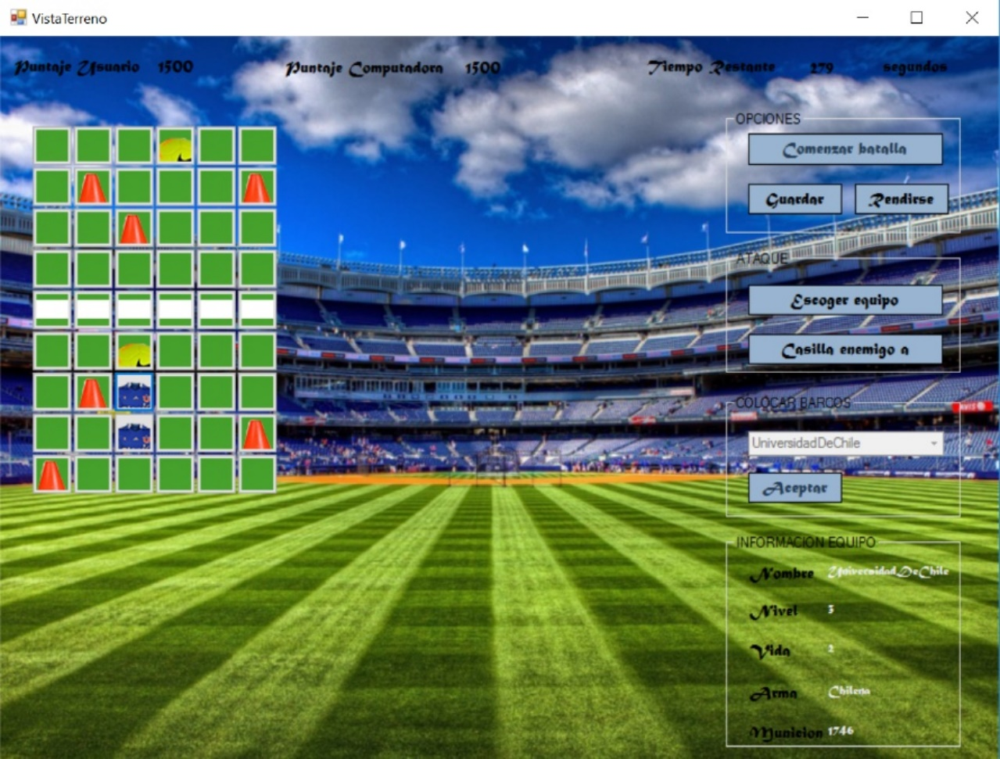 VistaTerreno
Puntaje Usuario 1500 Puntaje Computadora 1500 Tiempo Restante 279 segundos
OPCIONES
Comenzar batalla
Guardar Rendirse
ATAQUE
Escoger equipo
Casilla enemigo a
COLOCAR BARCOS
UniversidadDeChile
Aceptar
INFORMACION EQUIPO
Nombre UniversidadDeChile
Nivel 3
Vida 2
Arma Chilena
Municion 1746